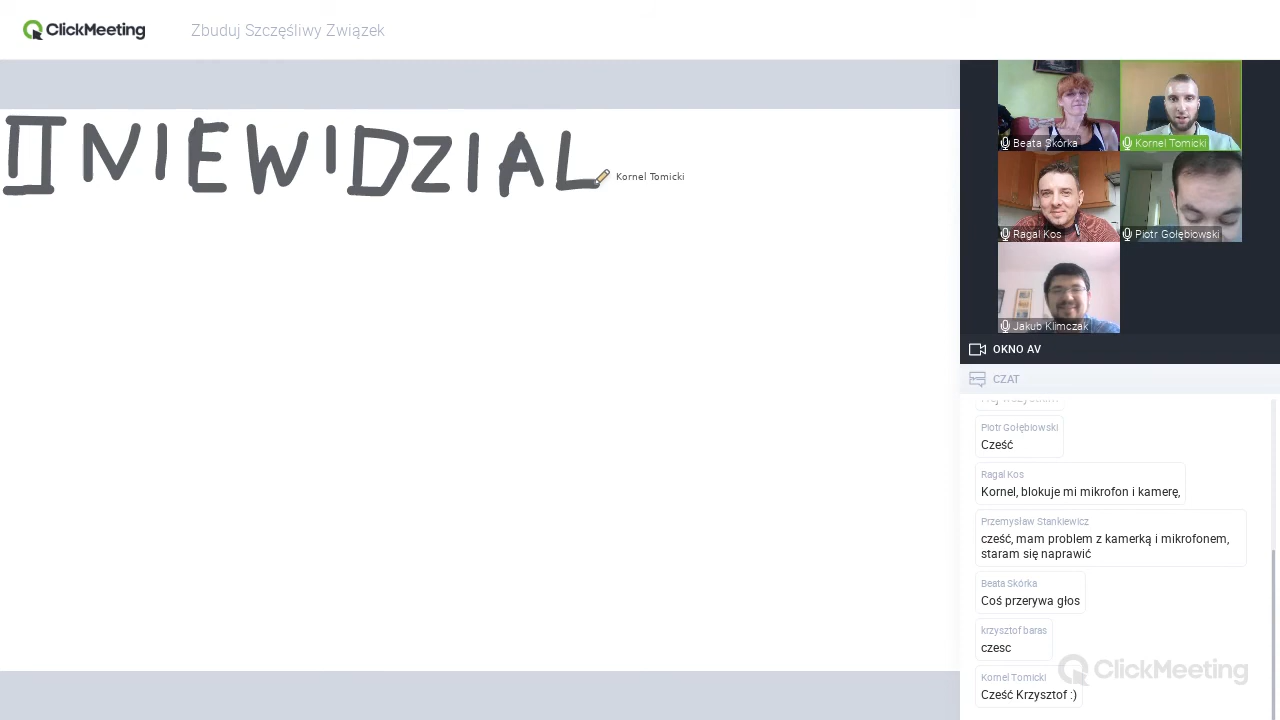 ClickMeeting
Zbuduj Szczęśliwy Związek
II NIEWIDZIAL
Kornel Tomicki
Beata Skórka
Kornel Tomicki
Ragal Kos
Piotr Gołębiowski
Jakub Klimczak
OKNO AV
CZAT
Piotr Gołębiowski
Cześć
Ragal Kos
Kornel, blokuje mi mikrofon i kamerę,
Przemysław Stankiewicz
cześć, mam problem z kamerką i mikrofonem,
staram się naprawić
Beata Skórka
Coś przerywa głos
krzysztof baras
czesc
ClickMeeting
Kornel Tomicki
Cześć Krzysztof :)